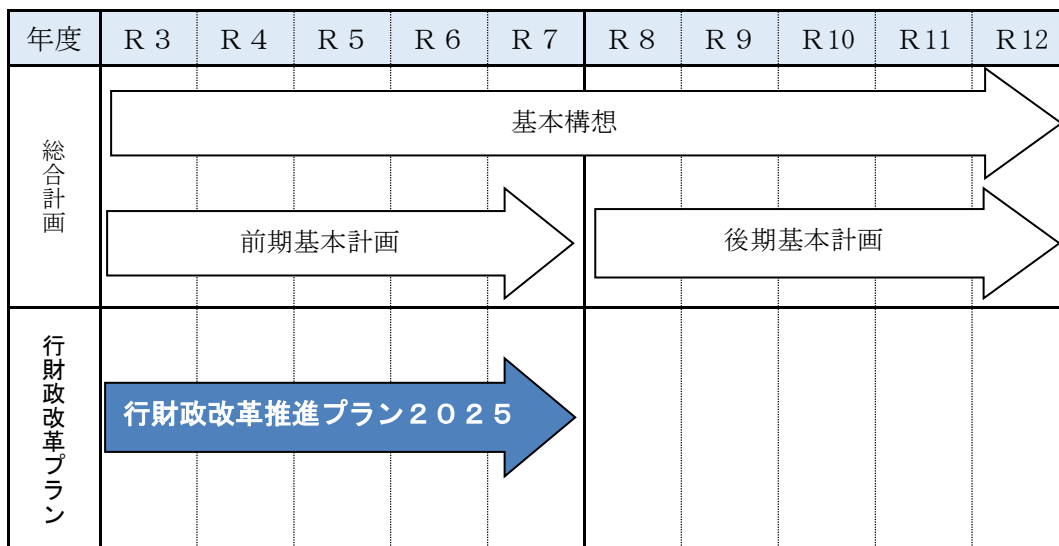 年度 R3 R4 R5 R6 R7 R8 R9 R10 R11 R12
総合計画
基本構想
前期基本計画
後期基本計画
行財政改革プラン
行財政改革推進プラン2025